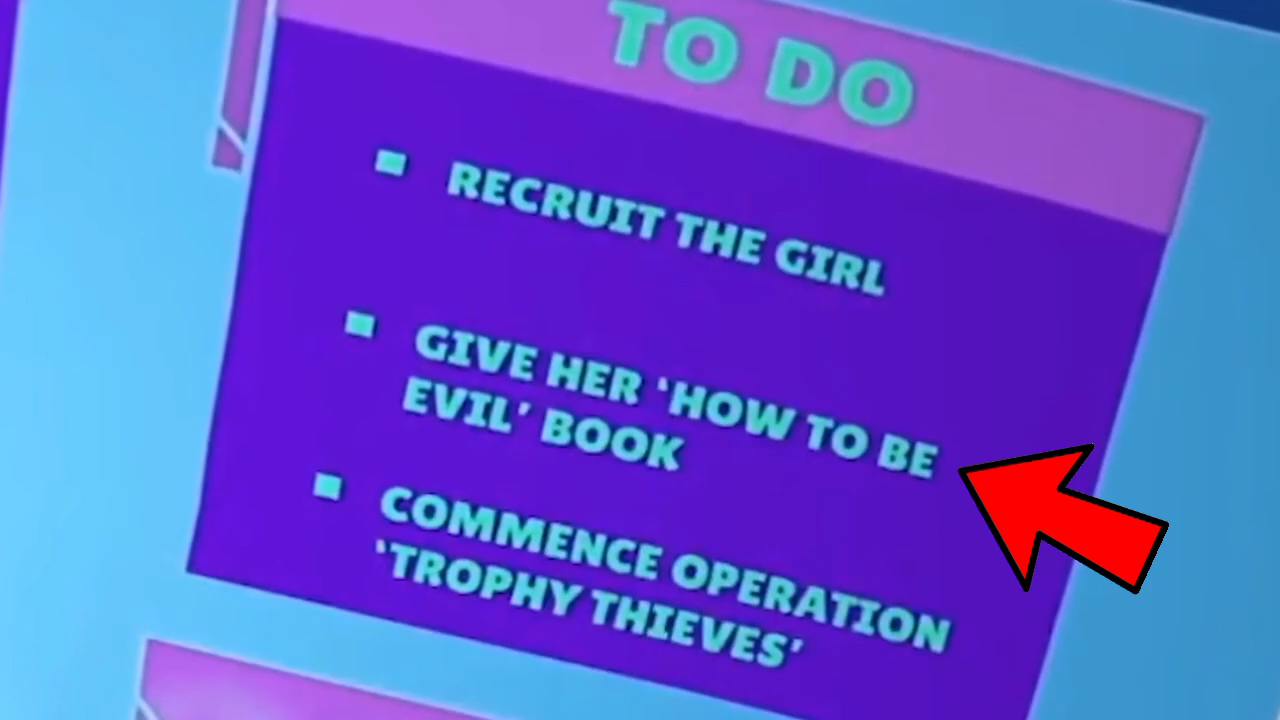 TO DO
RECRUIT THE GIRL
GIVE HER ‘HOW TO BE
EVIL’ BOOK
COMMENCE OPERATION
‘TROPHY THIEVES’